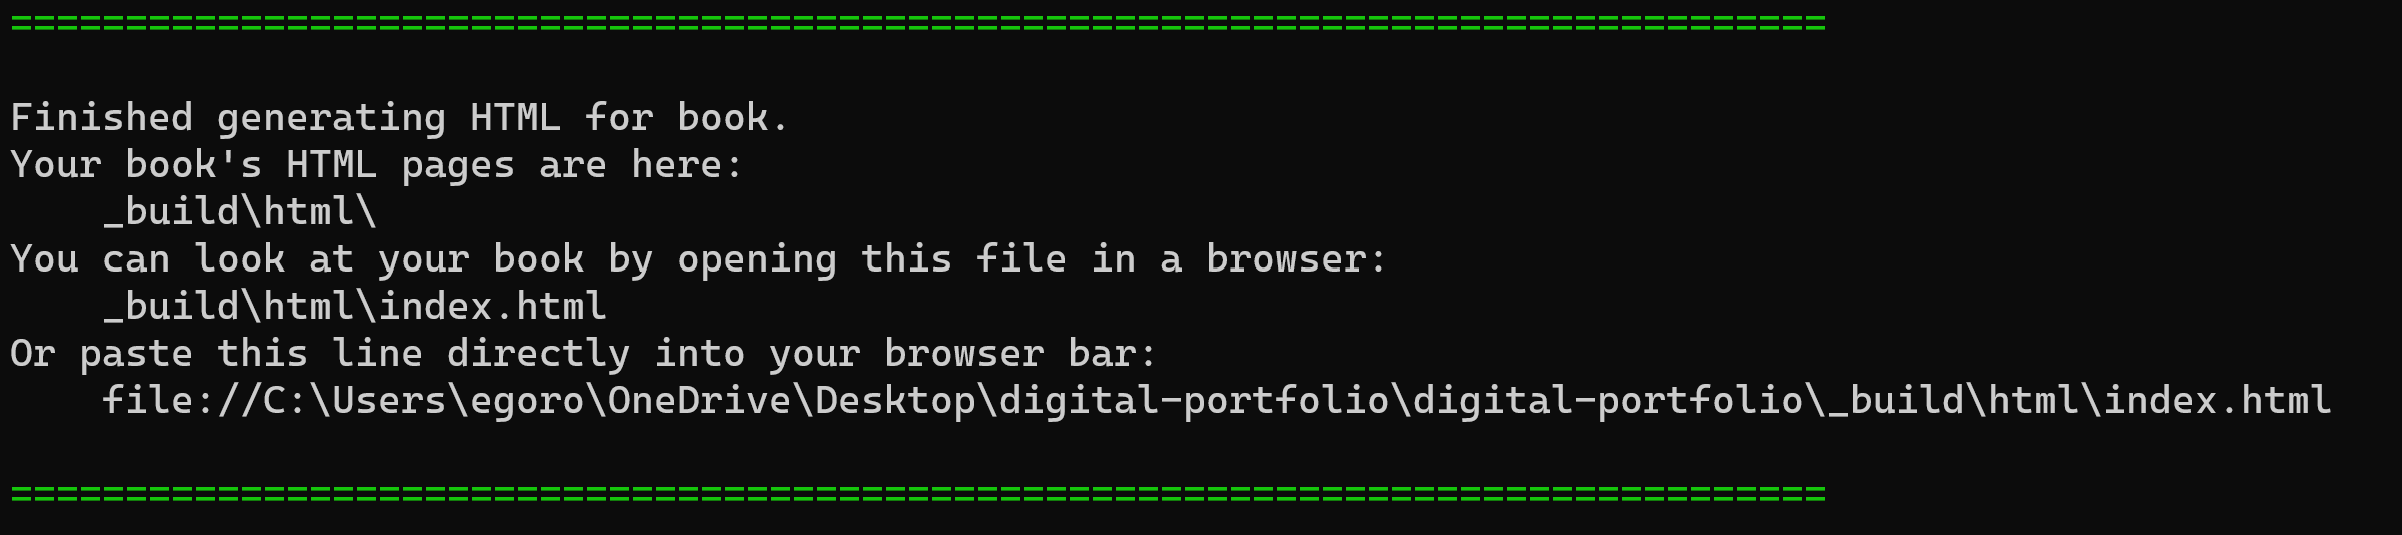 ===============================================================================
Finished generating HTML for book.
Your book's HTML pages are here:
    _build\html\
You can look at your book by opening this file in a browser:
    _build\html\index.html
Or paste this line directly into your browser bar:
    file://C:\Users\egoro\OneDrive\Desktop\digital-portfolio\digital-portfolio\_build\html\index.html
===============================================================================